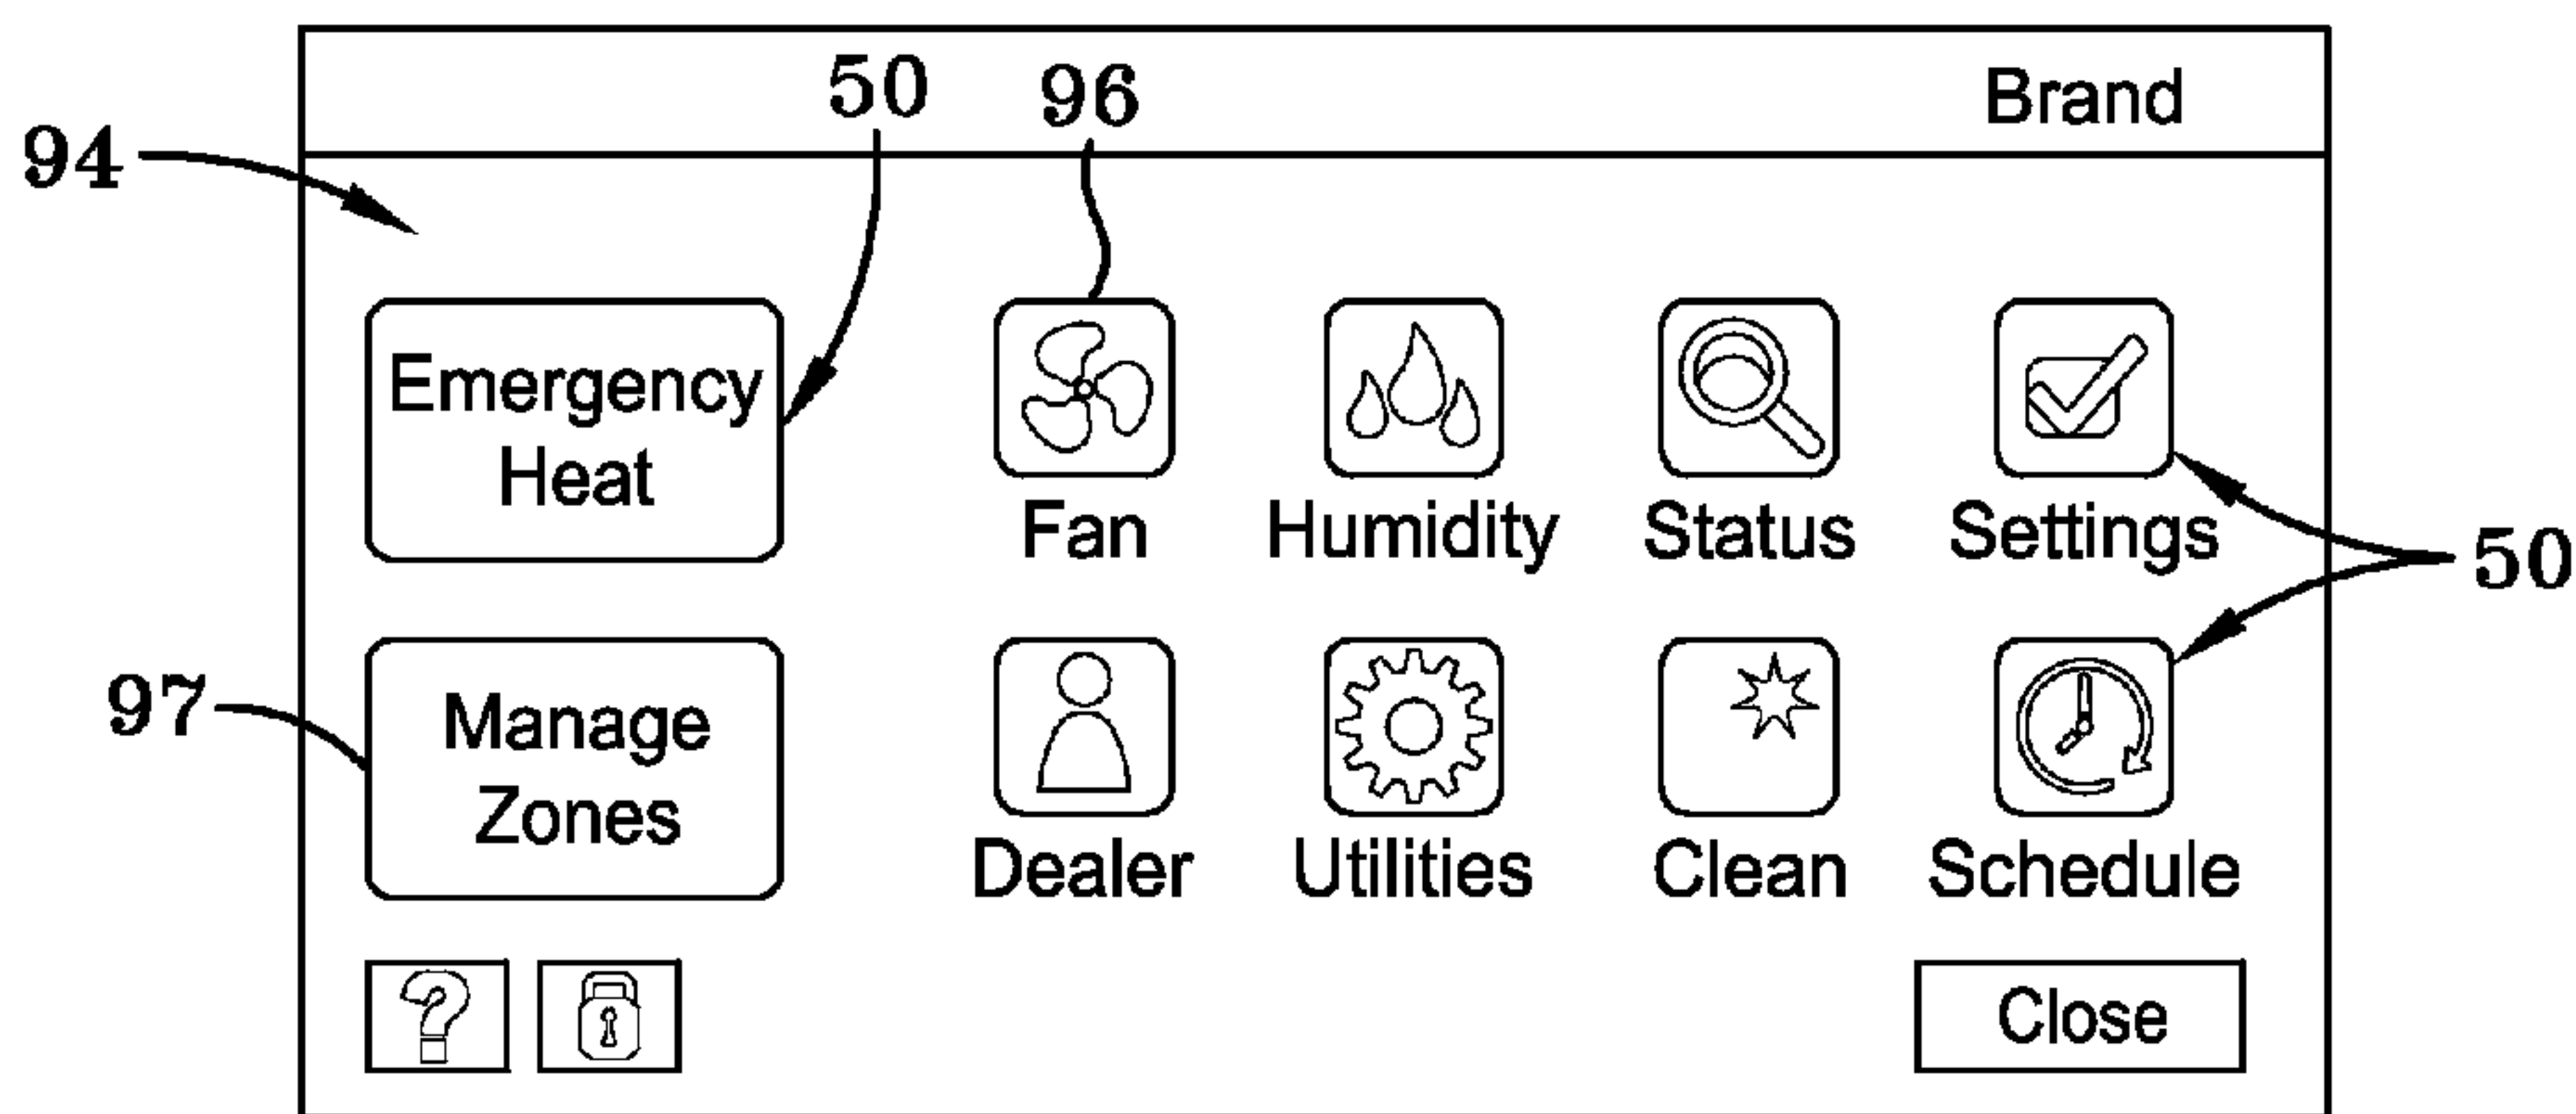 Brand
50
96
94
Emergency
Heat
Fan
Humidity
Status
Settings
50
97
Manage
Zones
Dealer
Utilities
Clean
Schedule
?
Close